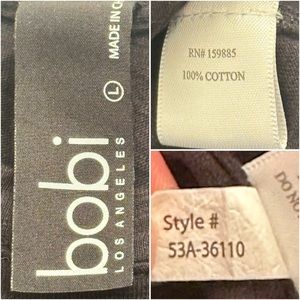 bobi
LOS ANGELES
L
MADE IN
RN# 159885
100% COTTON
Style #
53A-36110
DO NO